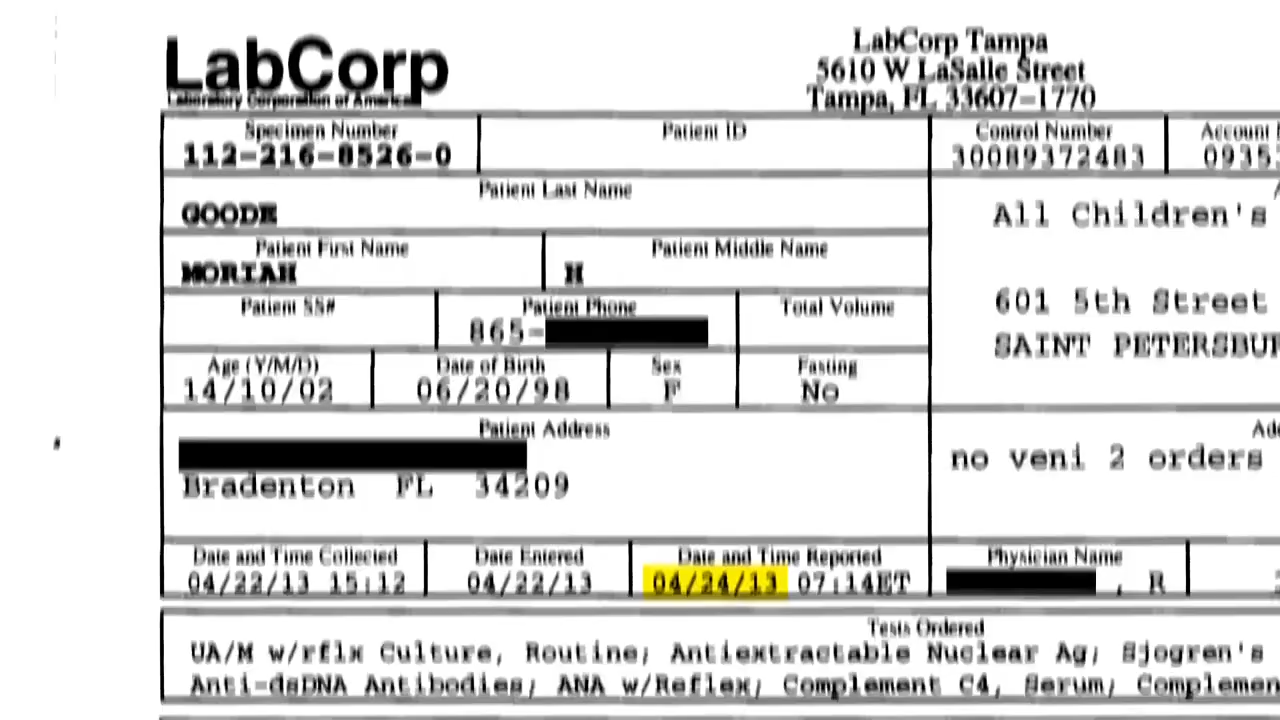 LabCorp
Laboratory Corporation of America
LabCorp Tampa
5610 W LaSalle Street
Tampa, FL 33607-1770
Specimen Number
112-216-8526-0
Patient ID
Control Number
30089372483
Account
0935
Patient Last Name
GOODE
Patient First Name
MORIAH
Patient Middle Name
H
All Children's
601 5th Street
SAINT PETERSBU
Patient SS#
Patient Phone
865-
Total Volume
Age (Y/M/D)
14/10/02
Date of Birth
06/20/98
Sex
F
Fasting
No
Patient Address
Bradenton FL 34209
Add
no veni 2 orders
Date and Time Collected
04/22/13 15:12
Date Entered
04/22/13
Date and Time Reported
04/24/13 07:14ET
Physician Name
, R
Tests Ordered
UA/M w/rflx Culture, Routine; Antiextractable Nuclear Ag; Sjogren's
Anti-dsDNA Antibodies; ANA w/Reflex; Complement C4, Serum; Complemen